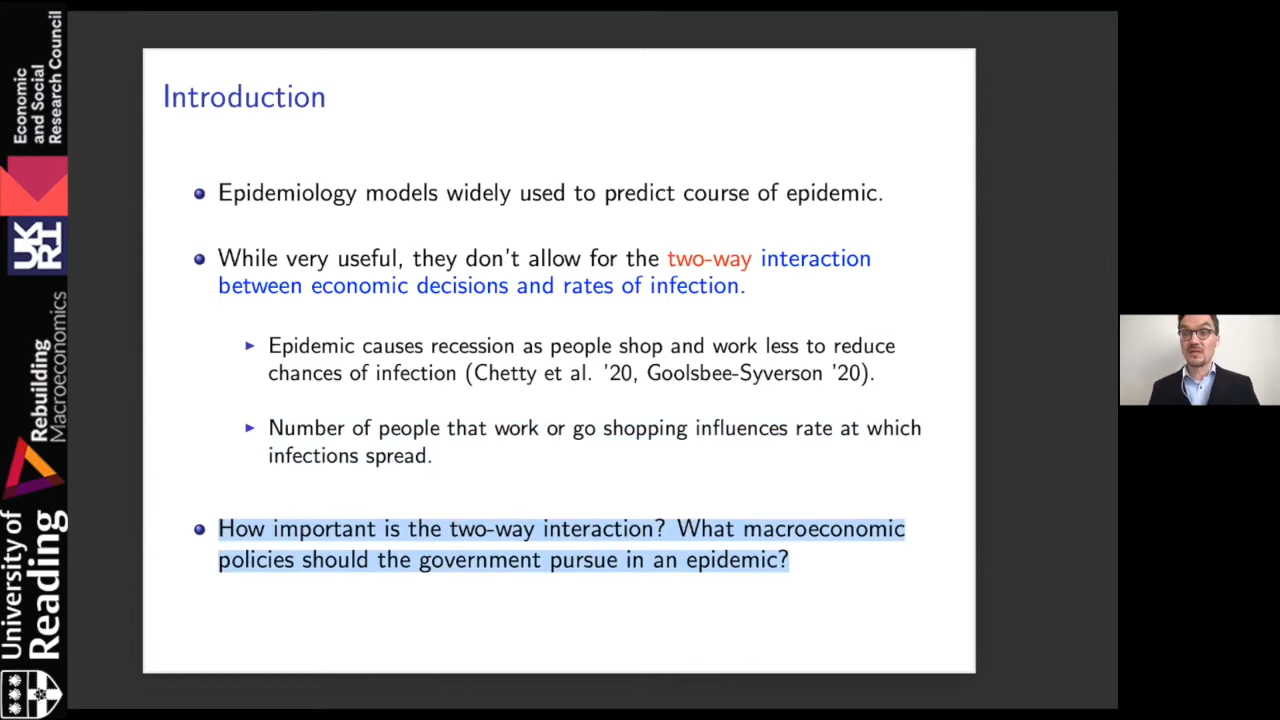 Introduction
Epidemiology models widely used to predict course of epidemic.
While very useful, they don't allow for the two-way interaction
between economic decisions and rates of infection.
Epidemic causes recession as people shop and work less to reduce
chances of infection (Chetty et al. '20, Goolsbee-Syverson '20).
Number of people that work or go shopping influences rate at which
infections spread.
How important is the two-way interaction? What macroeconomic
policies should the government pursue in an epidemic?
Economic
and Social
Research Council
UK
RI
Rebuilding
Macroeconomics
University of
Reading